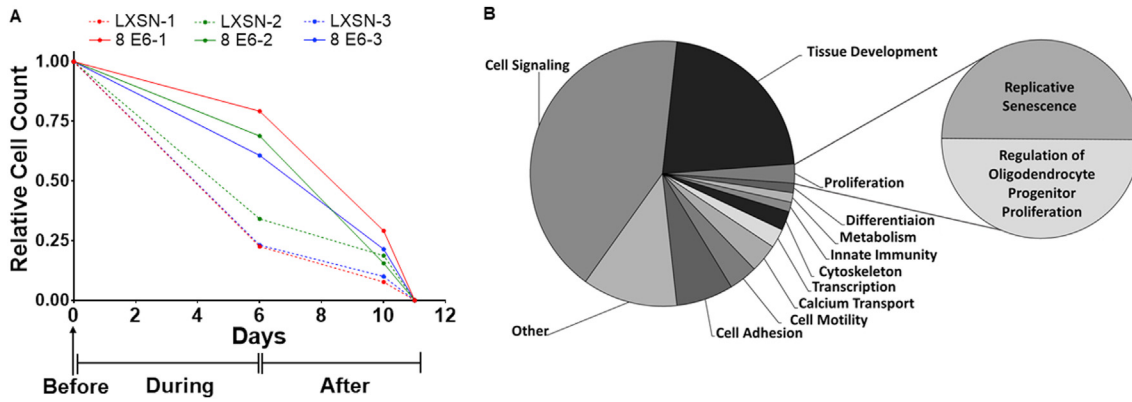 A
LXSN-1 LXSN-2 LXSN-3
8 E6-1 8 E6-2 8 E6-3
Relative Cell Count
1.00
0.75
0.50
0.25
0.00
0 2 4 6 8 10 12
Days
Before During After
B
Cell Signaling
Tissue Development
Proliferation
Differentiaion
Metabolism
Innate Immunity
Cytoskeleton
Transcription
Calcium Transport
Cell Motility
Cell Adhesion
Other
Replicative
Senescence
Regulation of
Oligodendrocyte
Progenitor
Proliferation